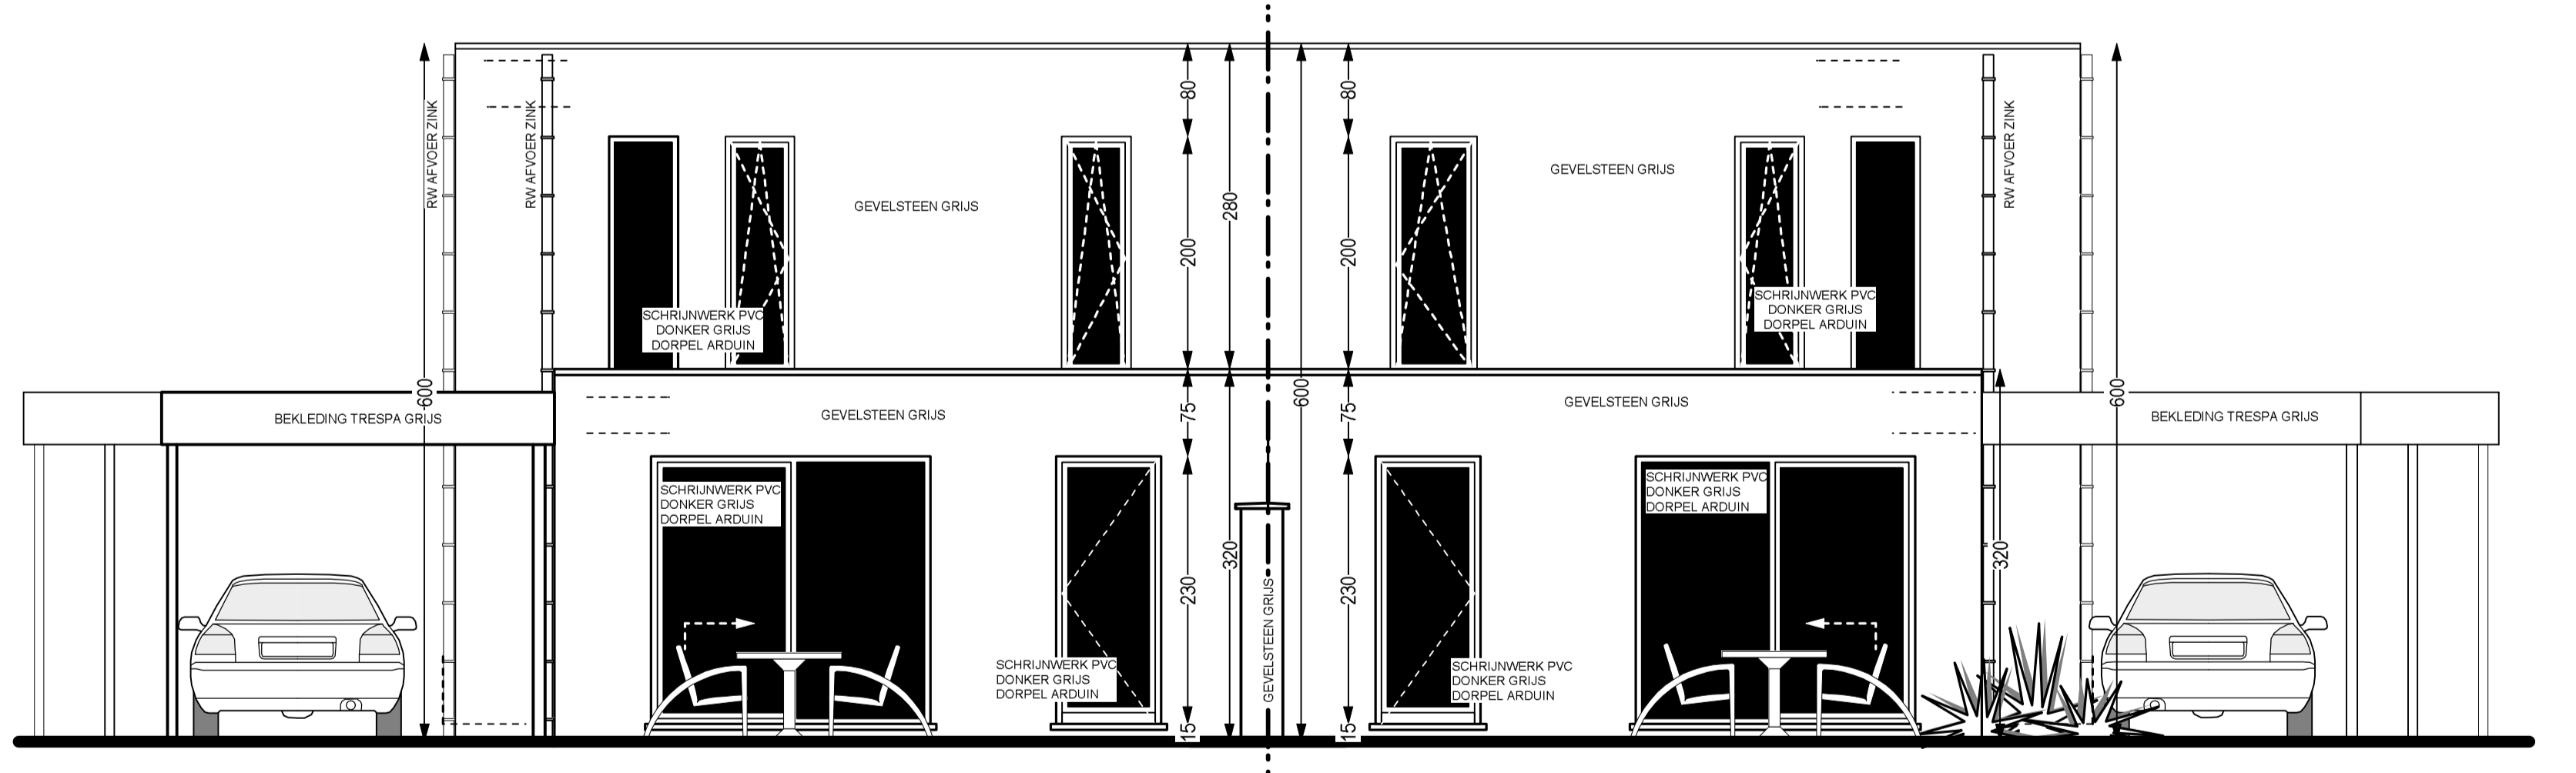 RW AFVOER ZINK
RW AFVOER ZINK
80
80
RW AFVOER ZINK
GEVELSTEEN GRIJS
GEVELSTEEN GRIJS
280
200
200
SCHRIJNWERK PVC
DONKER GRIJS
DORPEL ARDUIN
SCHRIJNWERK PVC
DONKER GRIJS
DORPEL ARDUIN
600
600
600
BEKLEDING TRESPA GRIJS
GEVELSTEEN GRIJS
75
75
GEVELSTEEN GRIJS
BEKLEDING TRESPA GRIJS
SCHRIJNWERK PVC
DONKER GRIJS
DORPEL ARDUIN
SCHRIJNWERK PVC
DONKER GRIJS
DORPEL ARDUIN
320
320
230
230
GEVELSTEEN GRIJS
SCHRIJNWERK PVC
DONKER GRIJS
DORPEL ARDUIN
SCHRIJNWERK PVC
DONKER GRIJS
DORPEL ARDUIN
15
15